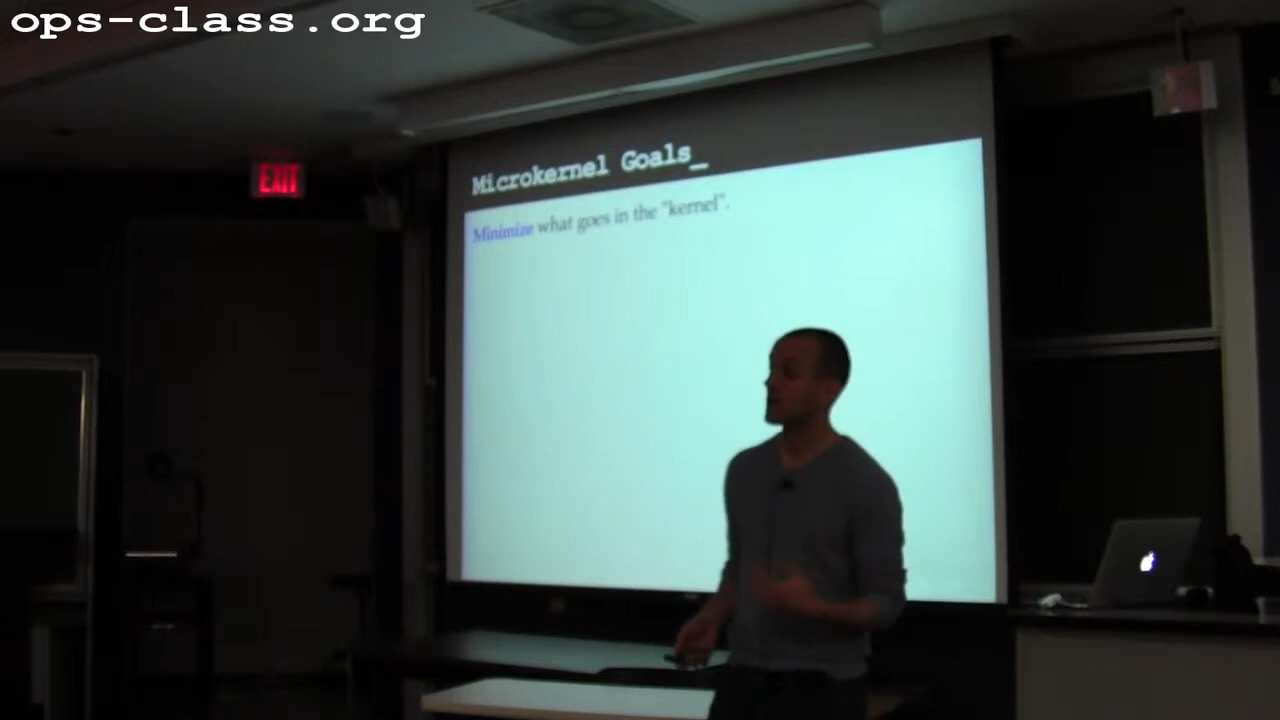 ops-class.org
EXIT
Microkernel Goals_
Minimize what goes in the "kernel".